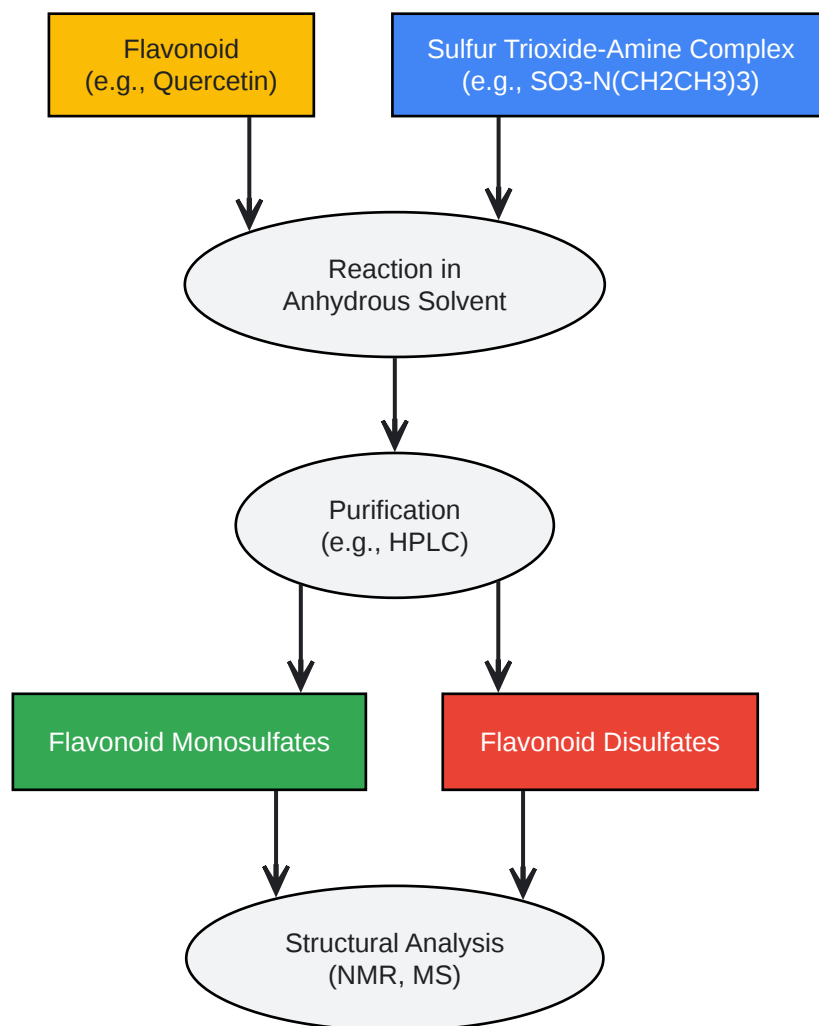 Flavonoid
(e.g., Quercetin)
Sulfur Trioxide-Amine Complex
(e.g., SO3-N(CH2CH3)3)
Reaction in
Anhydrous Solvent
Purification
(e.g., HPLC)
Flavonoid Monosulfates
Flavonoid Disulfates
Structural Analysis
(NMR, MS)